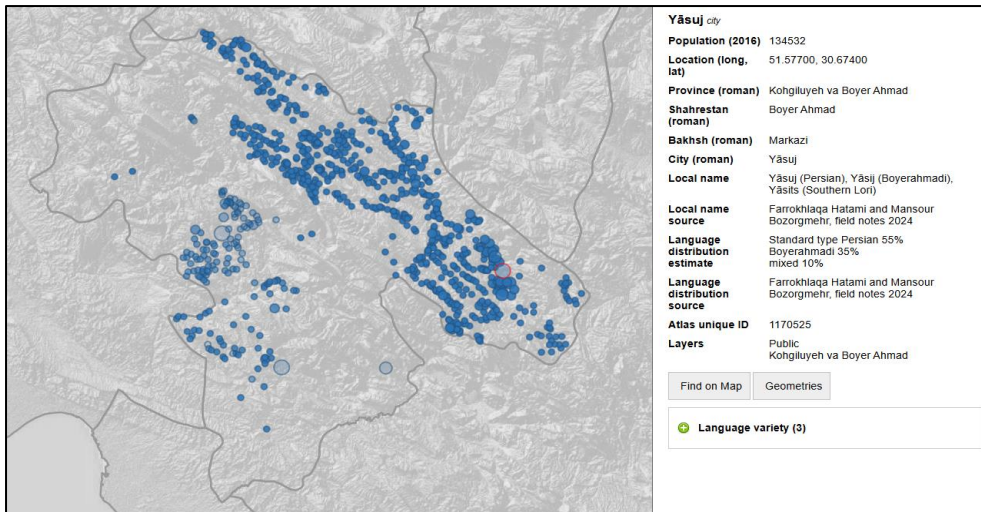 Yāsuj city
Population (2016) 134532
Location (long, lat) 51.57700, 30.67400
Province (roman) Kohgiluyeh va Boyer Ahmad
Shahrestan (roman) Boyer Ahmad
Bakhsh (roman) Markazi
City (roman) Yāsuj
Local name Yāsuj (Persian), Yāsij (Boyerahmadi),
Yāsits (Southern Lori)
Local name source Farrokhlaqa Hatami and Mansour
Bozorgmehr, field notes 2024
Language distribution estimate Standard type Persian 55%
Boyerahmadi 35%
mixed 10%
Language distribution source Farrokhlaqa Hatami and Mansour
Bozorgmehr, field notes 2024
Atlas unique ID 1170525
Layers Public
Kohgiluyeh va Boyer Ahmad
Find on Map Geometries
Language variety (3)